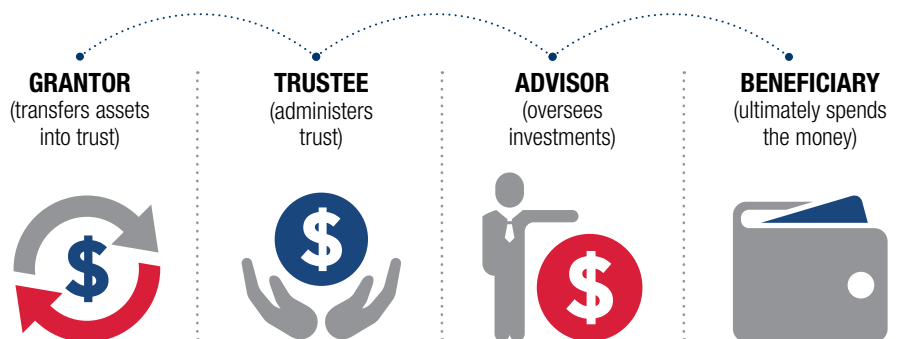 GRANTOR
(transfers assets
into trust)
TRUSTEE
(administers
trust)
ADVISOR
(oversees
investments)
BENEFICIARY
(ultimately spends
the money)
$
$
$